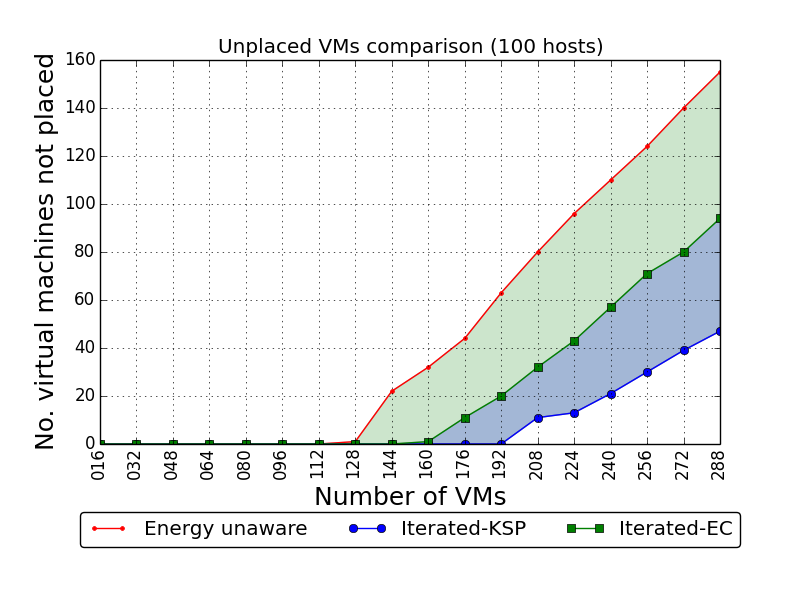 Unplaced VMs comparison (100 hosts)
No. virtual machines not placed
160
140
120
100
80
60
40
20
0
016 032 048 064 080 096 112 128 144 160 176 192 208 224 240 256 272 288
Number of VMs
Energy unaware Iterated-KSP Iterated-EC